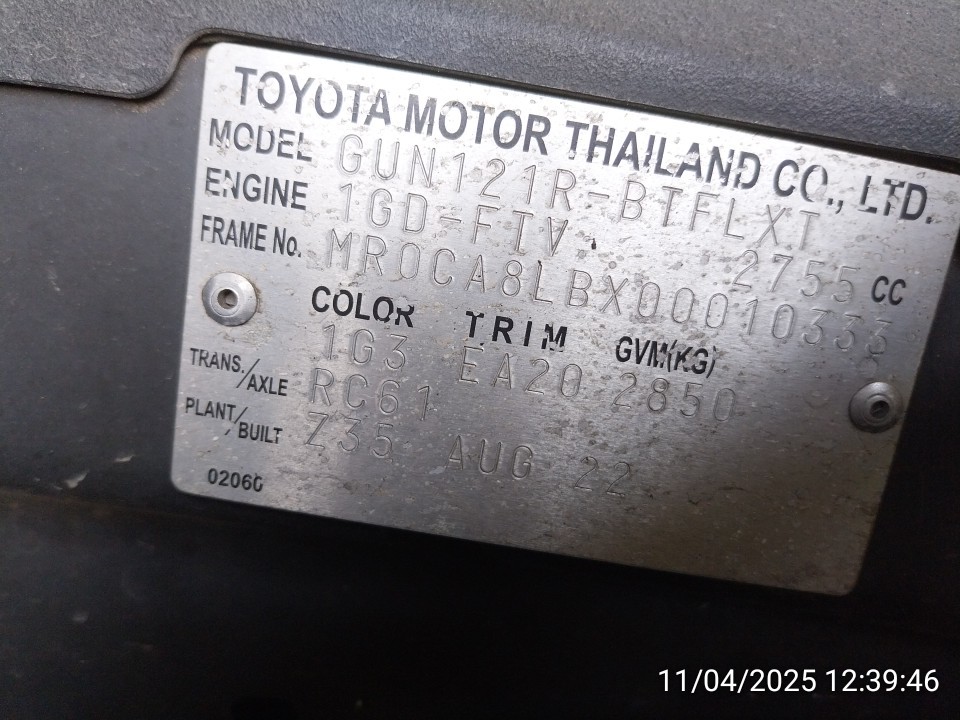 TOYOTA MOTOR THAILAND CO., LTD.
MODEL GUN121R-BTFLXT
ENGINE 1GD-FTV. 2755 CC
FRAME No. MR0CA8LBX00010333
COLOR TRIM GVM(KG)
1G3 EA20 2850
TRANS./AXLE RC61
PLANT/BUILT Z35 AUG 22
02060
11/04/2025 12:39:46